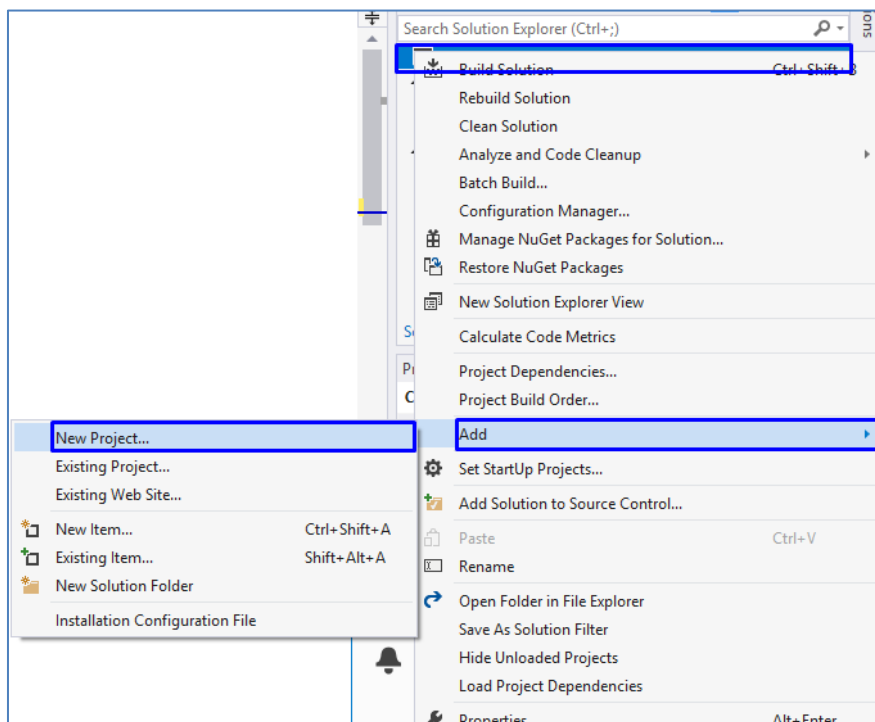 Search Solution Explorer (Ctrl+;)
Build Solution Ctrl+Shift+B
Rebuild Solution
Clean Solution
Analyze and Code Cleanup
Batch Build...
Configuration Manager...
Manage NuGet Packages for Solution...
Restore NuGet Packages
New Solution Explorer View
Calculate Code Metrics
Project Dependencies...
Project Build Order...
Add
Set StartUp Projects...
Add Solution to Source Control...
Paste Ctrl+V
Rename
Open Folder in File Explorer
Save As Solution Filter
Hide Unloaded Projects
Load Project Dependencies
Properties Alt+Enter
New Project...
Existing Project...
Existing Web Site...
New Item... Ctrl+Shift+A
Existing Item... Shift+Alt+A
New Solution Folder
Installation Configuration File